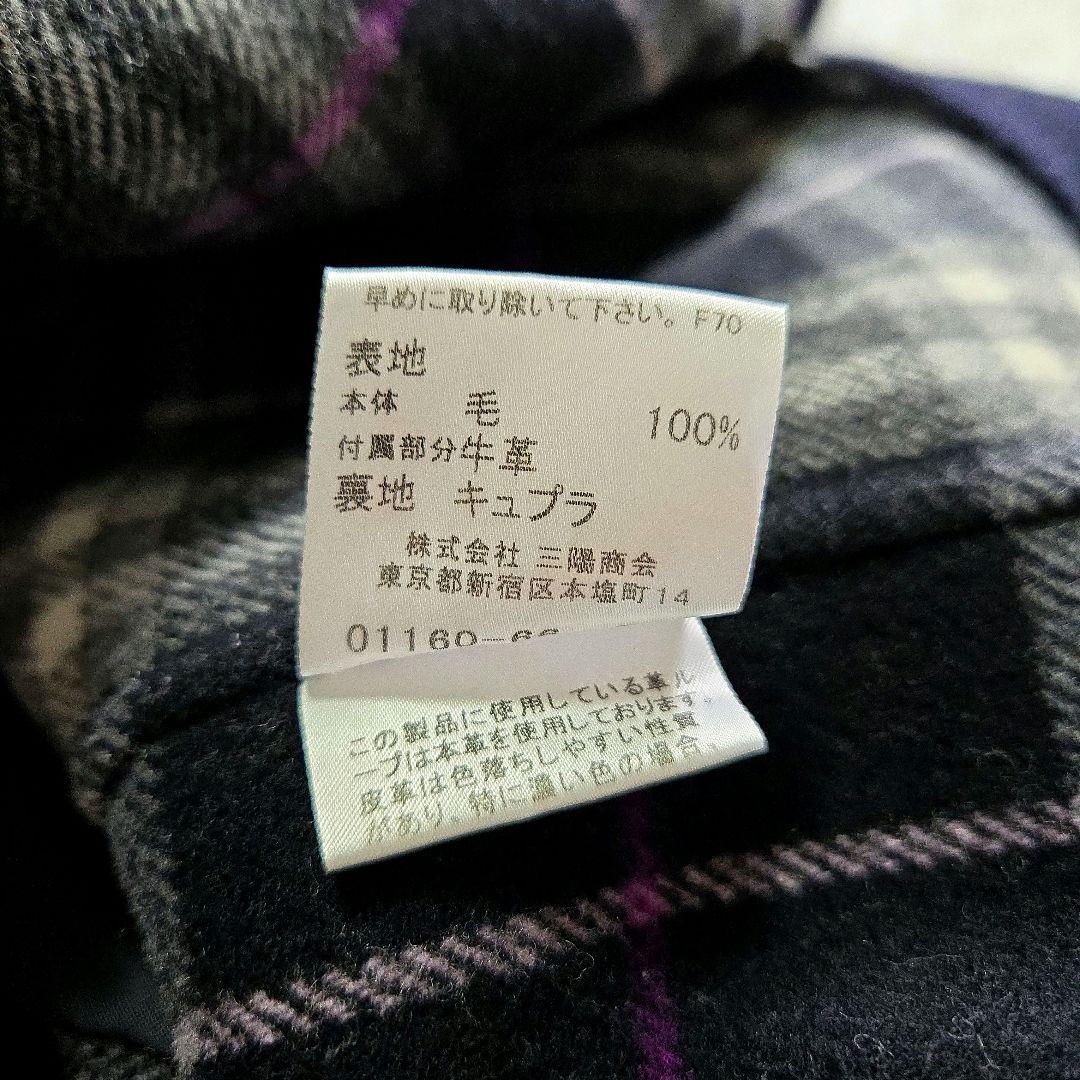 早めに取り除いて下さい。F70
表地
本体 毛 100%
付属部分牛革
裏地 キュプラ
株式会社 三陽商会
東京都新宿区本塩町14
01160-66
この製品に使用している革ル
ープは本革を使用しております。
皮革は色落ちしやすい性質
があり、特に濃い色の場合、